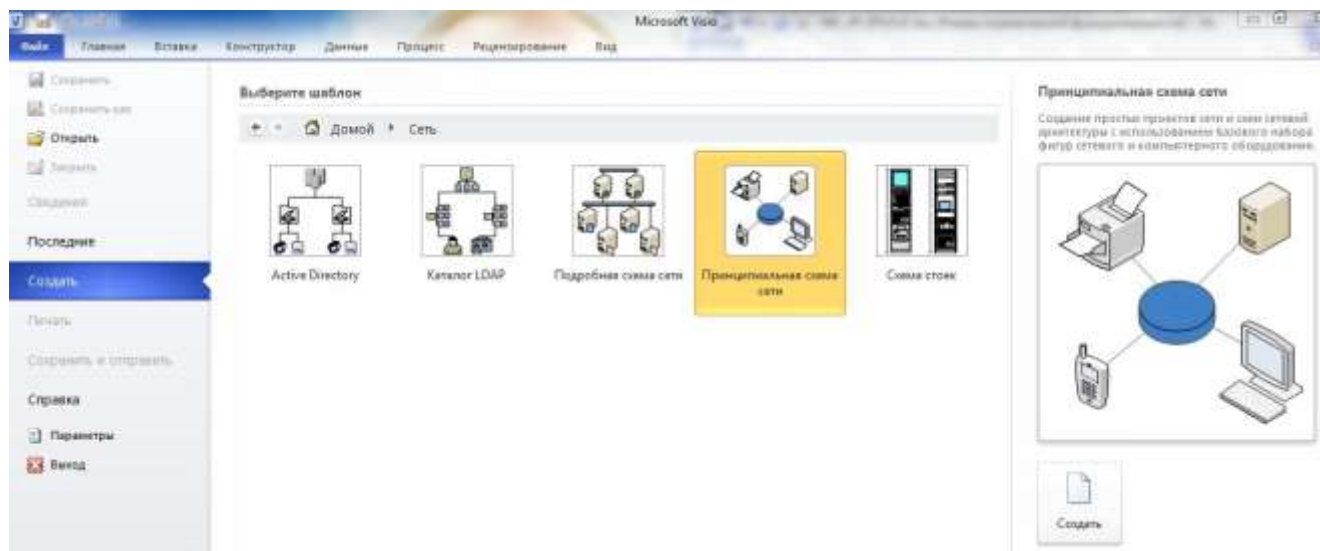 Microsoft Visio
Файл Главная Вставка Конструктор Данные Процесс Рецензирование Вид
Сохранить
Сохранить как
Открыть
Закрыть
Сведения
Последние
Создать
Печать
Сохранить и отправить
Справка
Параметры
Выход
Выберите шаблон
Домой Сеть
Active Directory
Каталог LDAP
Подробная схема сети
Принципиальная схема сети
Схема стоек
Принципиальная схема сети
Создание простых проектов сети и схем сетевой
архитектуры с использованием базового набора
фигур сетевого и компьютерного оборудования.
Создать